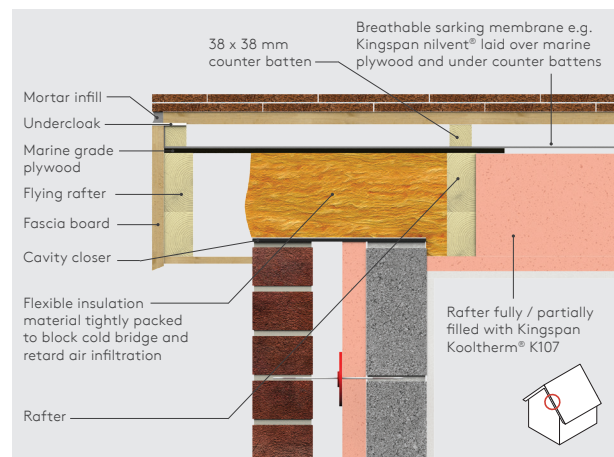 38 x 38 mm
counter batten
Breathable sarking membrane e.g.
Kingspan nilvent® laid over marine
plywood and under counter battens
Mortar infill
Undercloak
Marine grade
plywood
Flying rafter
Fascia board
Cavity closer
Flexible insulation
material tightly packed
to block cold bridge and
retard air infiltration
Rafter
Rafter fully / partially
filled with Kingspan
Kooltherm® K107